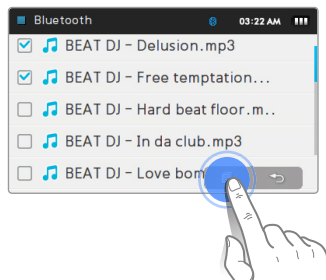 Bluetooth 03:22 AM
BEAT DJ - Delusion.mp3
BEAT DJ - Free temptation...
BEAT DJ - Hard beat floor.m..
BEAT DJ - In da club.mp3
BEAT DJ - Love bom